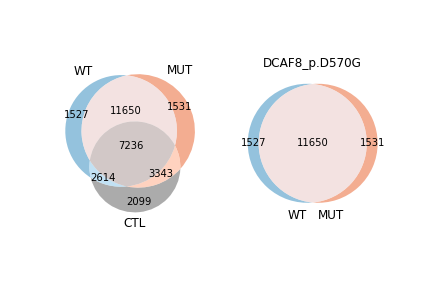 WT
MUT
1527
11650
1531
7236
2614
3343
2099
CTL
DCAF8_p.D570G
1527
11650
1531
WT MUT